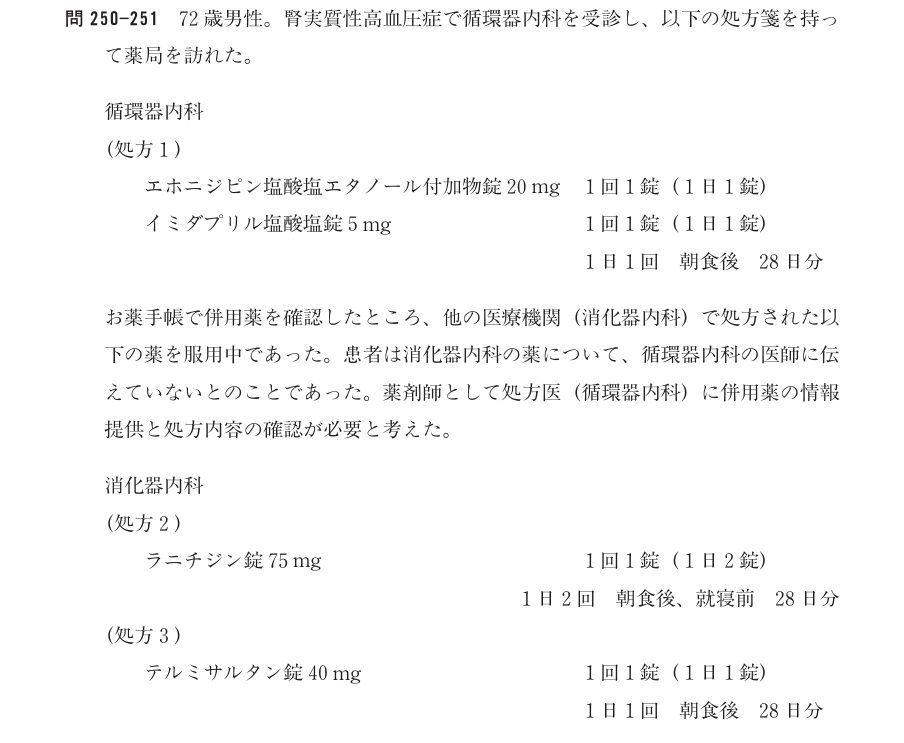 問 250−251　72 歳男性。腎実質性高血圧症で循環器内科を受診し、以下の処方箋を持っ
て薬局を訪れた。
循環器内科
(処方１)
エホニジピン塩酸塩エタノール付加物錠 20 mg　１回１錠（１日１錠）
イミダプリル塩酸塩錠 5 mg　１回１錠（１日１錠）
１日１回　朝食後　28 日分
お薬手帳で併用薬を確認したところ、他の医療機関（消化器内科）で処方された以
下の薬を服用中であった。患者は消化器内科の薬について、循環器内科の医師に伝
えていないとのことであった。薬剤師として処方医（循環器内科）に併用薬の情報
提供と処方内容の確認が必要と考えた。
消化器内科
(処方２)
ラニチジン錠 75 mg　１回１錠（１日２錠）
１日２回　朝食後、就寝前　28 日分
(処方３)
テルミサルタン錠 40 mg　１回１錠（１日１錠）
１日１回　朝食後　28 日分